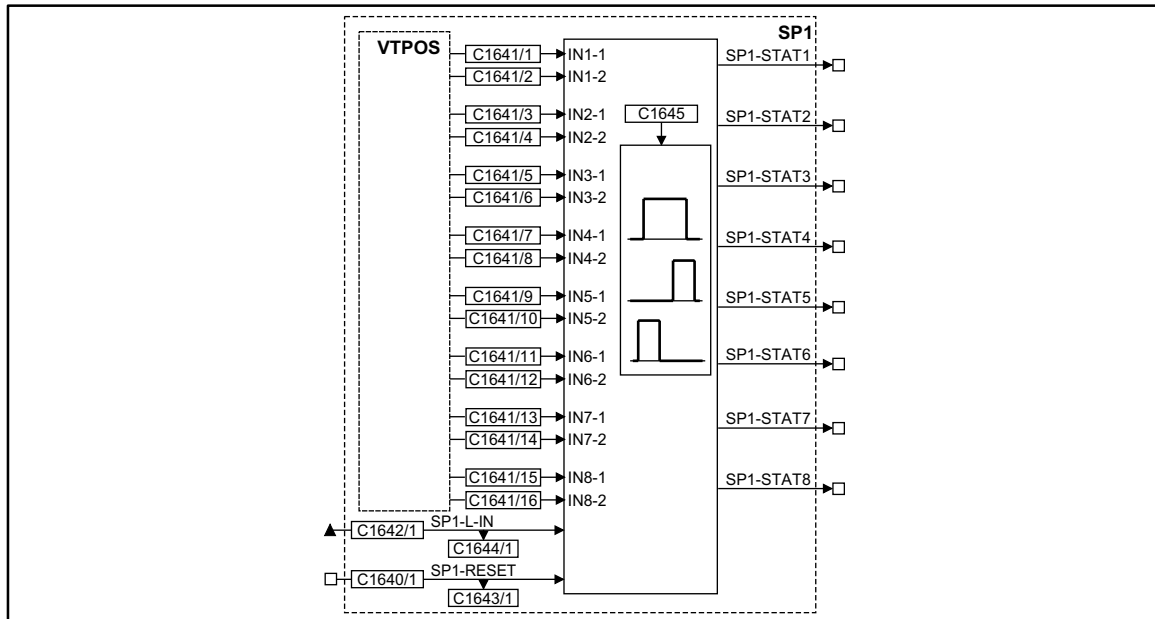 SP1
VTPOS
C1641/1 IN1-1 SP1-STAT1
C1641/2 IN1-2
C1641/3 IN2-1 C1645 SP1-STAT2
C1641/4 IN2-2
C1641/5 IN3-1 SP1-STAT3
C1641/6 IN3-2
C1641/7 IN4-1 SP1-STAT4
C1641/8 IN4-2
C1641/9 IN5-1 SP1-STAT5
C1641/10 IN5-2
C1641/11 IN6-1 SP1-STAT6
C1641/12 IN6-2
C1641/13 IN7-1 SP1-STAT7
C1641/14 IN7-2
C1641/15 IN8-1 SP1-STAT8
C1641/16 IN8-2
C1642/1 SP1-L-IN
C1644/1
C1640/1 SP1-RESET
C1643/1